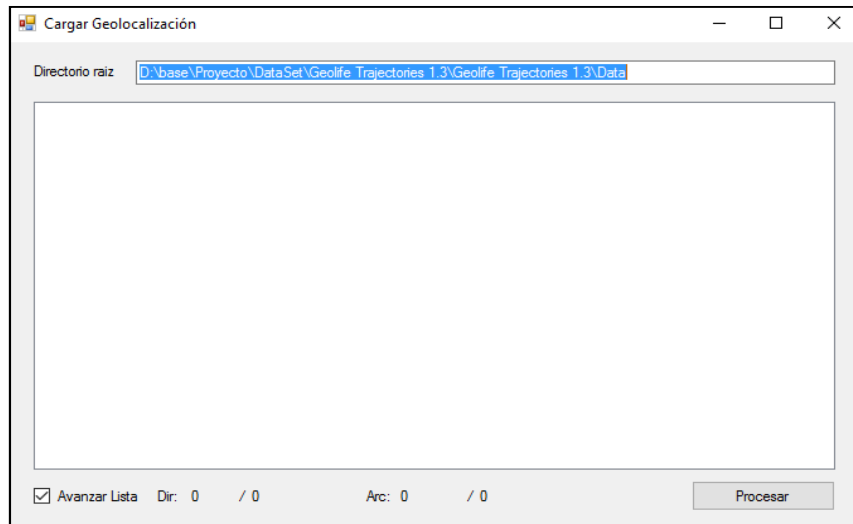 Cargar Geolocalización
Directorio raiz D:\base\Proyecto\DataSet\Geolife Trajectories 1.3\Geolife Trajectories 1.3\Data
Avanzar Lista Dir: 0 / 0 Arc: 0 / 0 Procesar